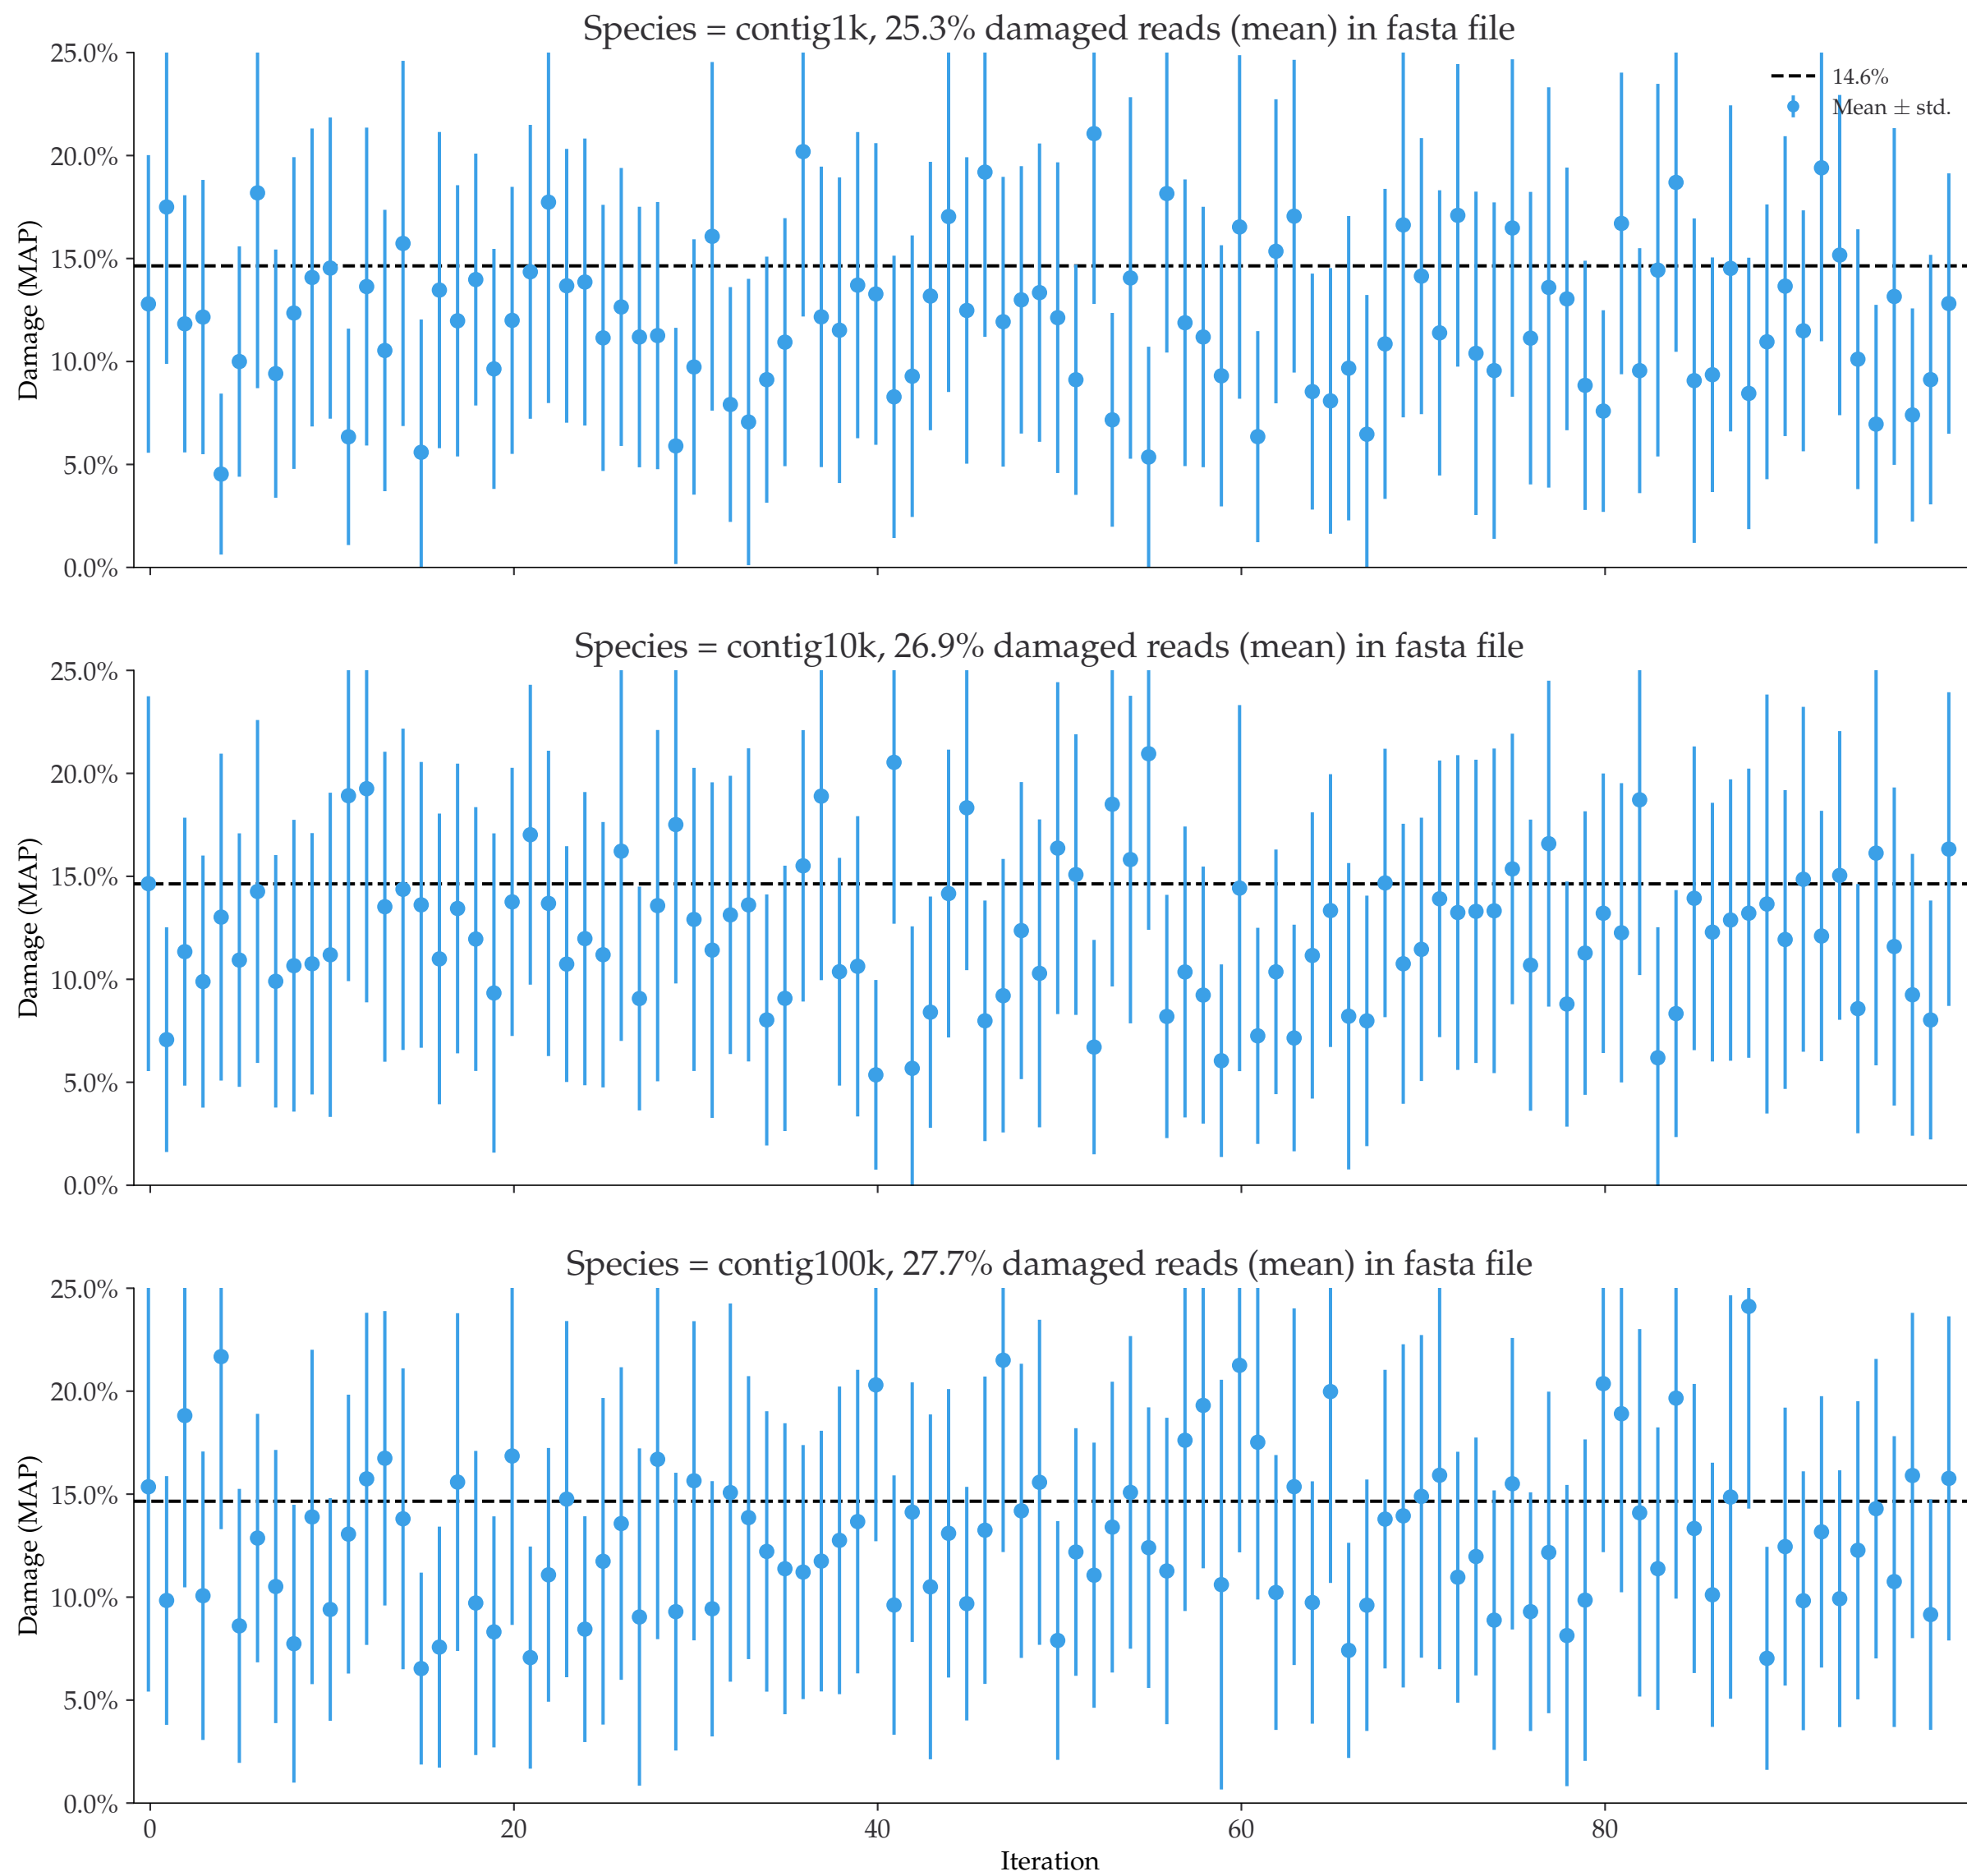 Species = contig1k, 25.3% damaged reads (mean) in fasta file
25.0%
20.0%
15.0%
10.0%
5.0%
0.0%
Damage (MAP)
14.6%
Mean ± std.
Species = contig10k, 26.9% damaged reads (mean) in fasta file
25.0%
20.0%
15.0%
10.0%
5.0%
0.0%
Damage (MAP)
Species = contig100k, 27.7% damaged reads (mean) in fasta file
25.0%
20.0%
15.0%
10.0%
5.0%
0.0%
Damage (MAP)
0 20 40 60 80
Iteration